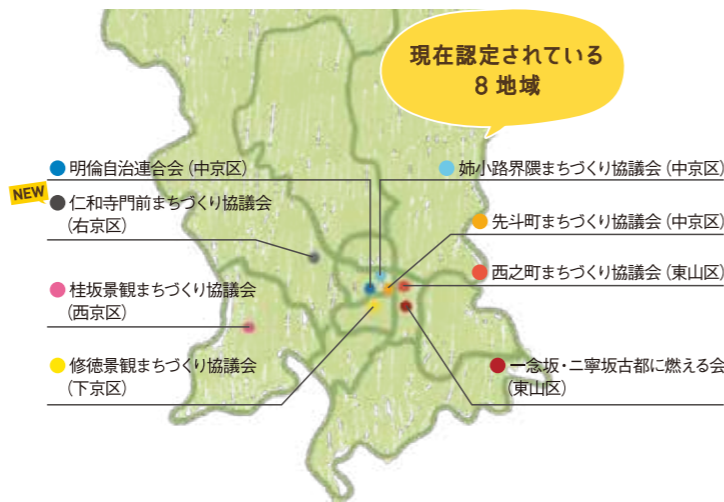 現在認定されている
8 地域
明倫自治連合会 (中京区)
姉小路界隈まちづくり協議会 (中京区)
NEW
仁和寺門前まちづくり協議会
(右京区)
先斗町まちづくり協議会 (中京区)
西之町まちづくり協議会 (東山区)
桂坂景観まちづくり協議会
(西京区)
修徳景観まちづくり協議会
(下京区)
一念坂・二寧坂古都に燃える会
(東山区)